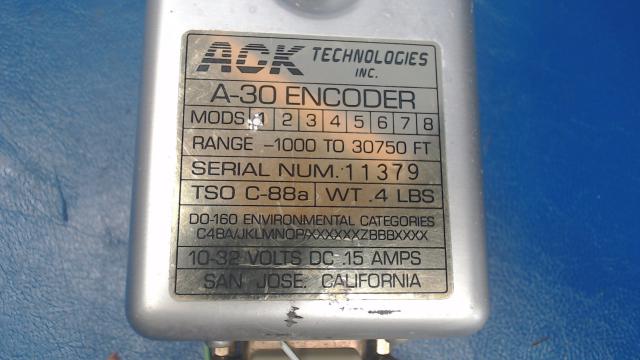 ACK TECHNOLOGIES INC.
A-30 ENCODER
MODS 1 2 3 4 5 6 7 8
RANGE -1000 TO 30750 FT
SERIAL NUM. 11379
TSO C-88a WT .4 LBS
DO-160 ENVIRONMENTAL CATEGORIES
C4BA/JKLMNOP/XXXXXXZBBBXXXX
10-32 VOLTS DC .15 AMPS
SAN JOSE, CALIFORNIA